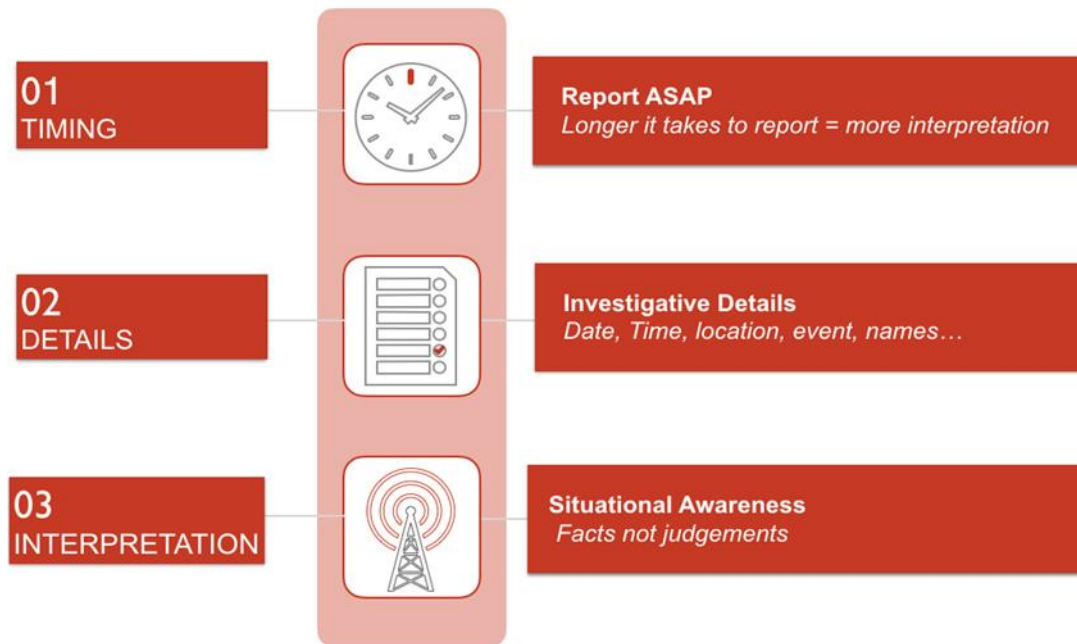 01
TIMING
Report ASAP
Longer it takes to report = more interpretation
02
DETAILS
Investigative Details
Date, Time, location, event, names…
03
INTERPRETATION
Situational Awareness
Facts not judgements